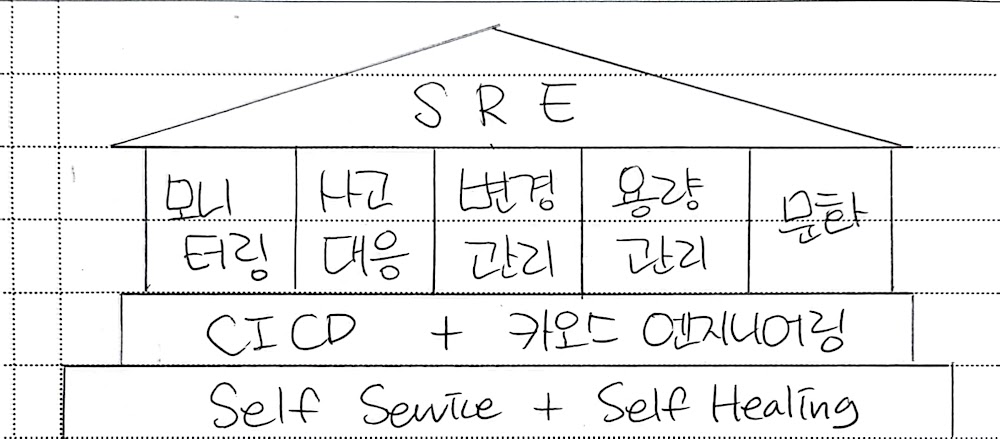 S R E
모니
터링
사고
대응
변경
관리
용량
관리
문화
CICD + 카오스 엔지니어링
Self Service + Self Healing